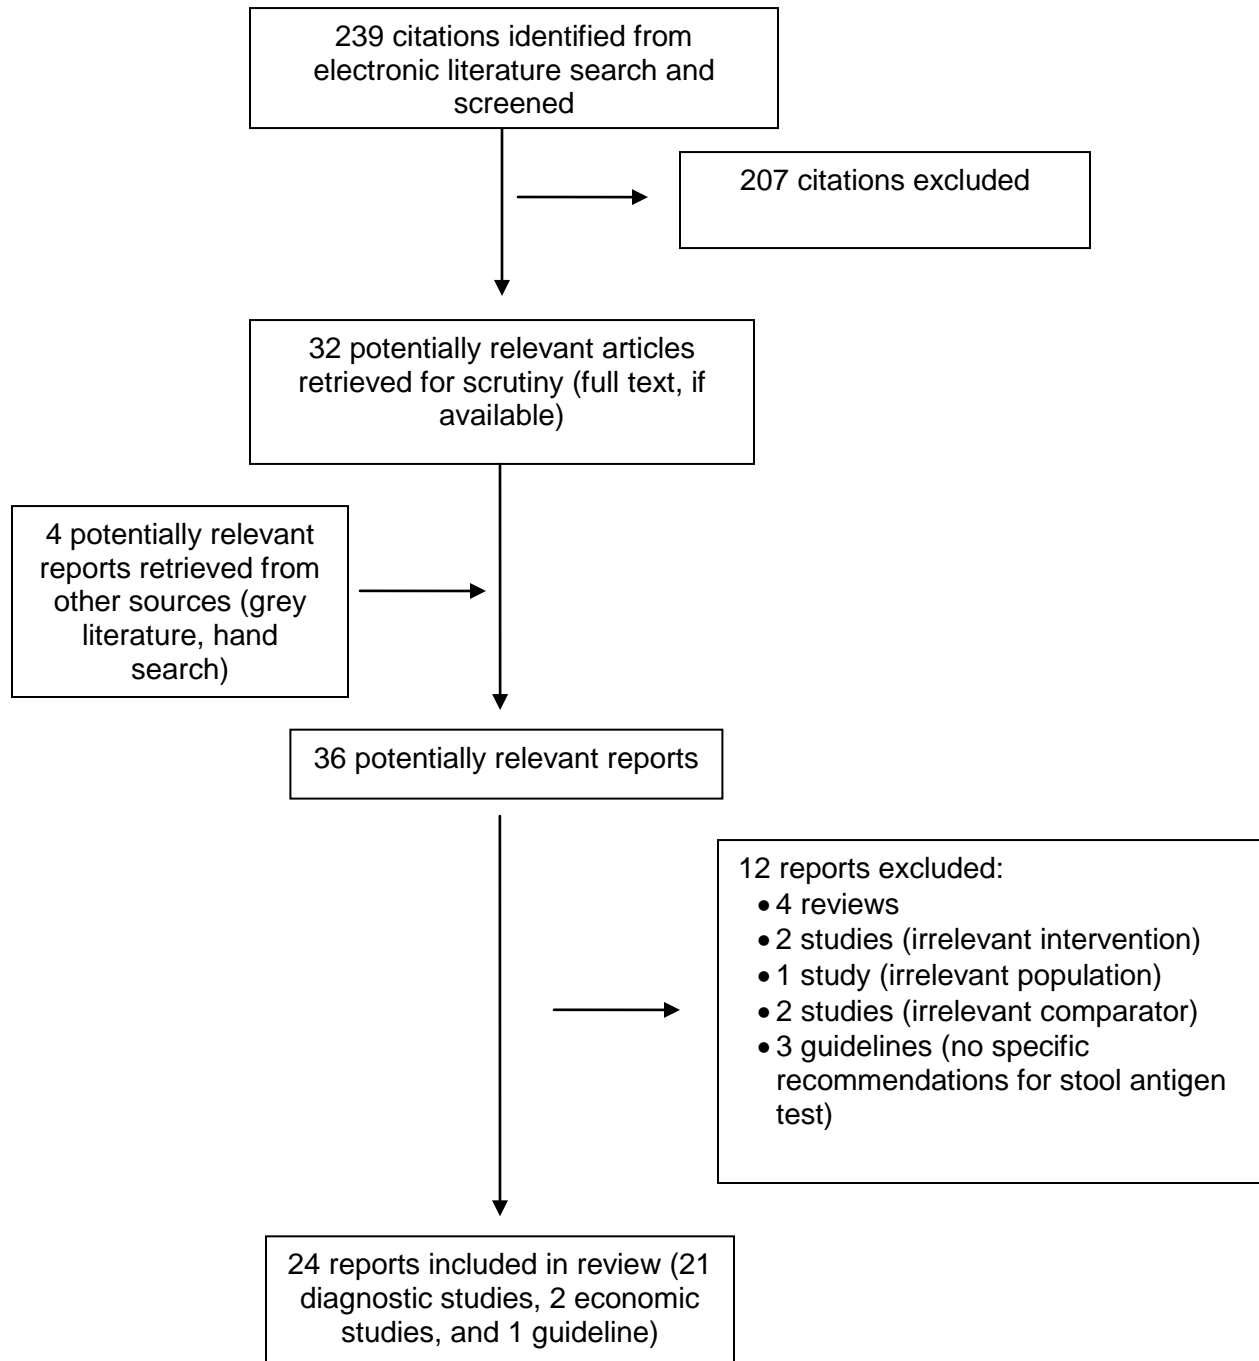 239 citations identified from
electronic literature search and
screened
207 citations excluded
32 potentially relevant articles
retrieved for scrutiny (full text, if
available)
4 potentially relevant
reports retrieved from
other sources (grey
literature, hand
search)
36 potentially relevant reports
12 reports excluded:
• 4 reviews
• 2 studies (irrelevant intervention)
• 1 study (irrelevant population)
• 2 studies (irrelevant comparator)
• 3 guidelines (no specific
recommendations for stool antigen
test)
24 reports included in review (21
diagnostic studies, 2 economic
studies, and 1 guideline)